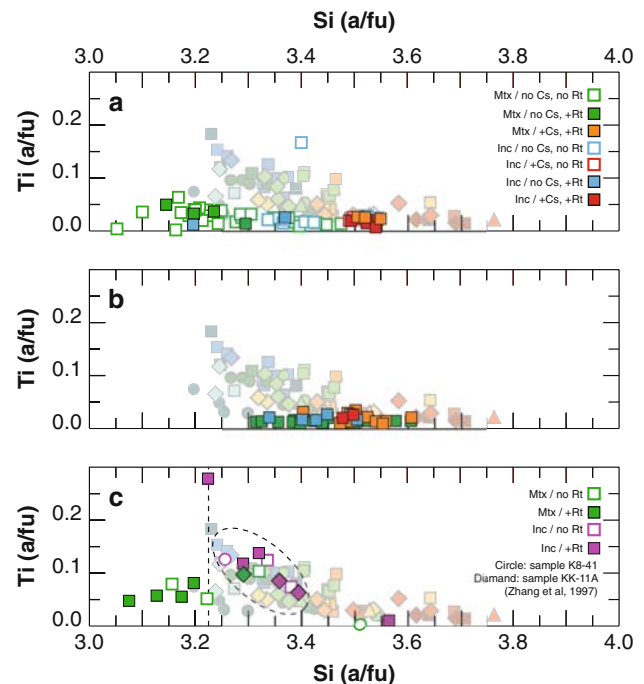 Si (a/fu)
3.0 3.2 3.4 3.6 3.8 4.0
a
Ti (a/fu)
0.2
0.1
0.0
Mtx / no Cs, no Rt
Mtx / no Cs, +Rt
Mtx / +Cs, +Rt
Inc / no Cs, no Rt
Inc / +Cs, no Rt
Inc / no Cs, +Rt
Inc / +Cs, +Rt
b
Ti (a/fu)
0.2
0.1
0.0
c
Ti (a/fu)
0.2
0.1
0.0
Mtx / no Rt
Mtx / +Rt
Inc / no Rt
Inc / +Rt
Circle: sample K8-41
Diamand: sample KK-11A
(Zhang et al, 1997)
3.0 3.2 3.4 3.6 3.8 4.0
Si (a/fu)